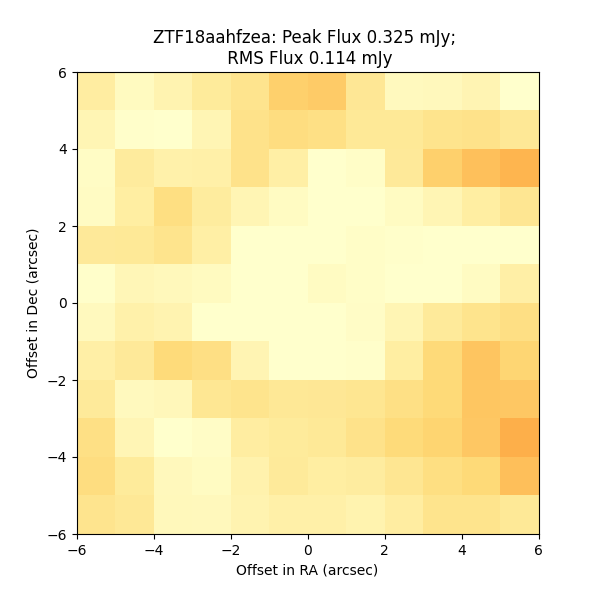 ZTF18aahfzea: Peak Flux 0.325 mJy;
RMS Flux 0.114 mJy
6
4
2
0
−2
−4
−6
Offset in Dec (arcsec)
−6 −4 −2 0 2 4 6
Offset in RA (arcsec)